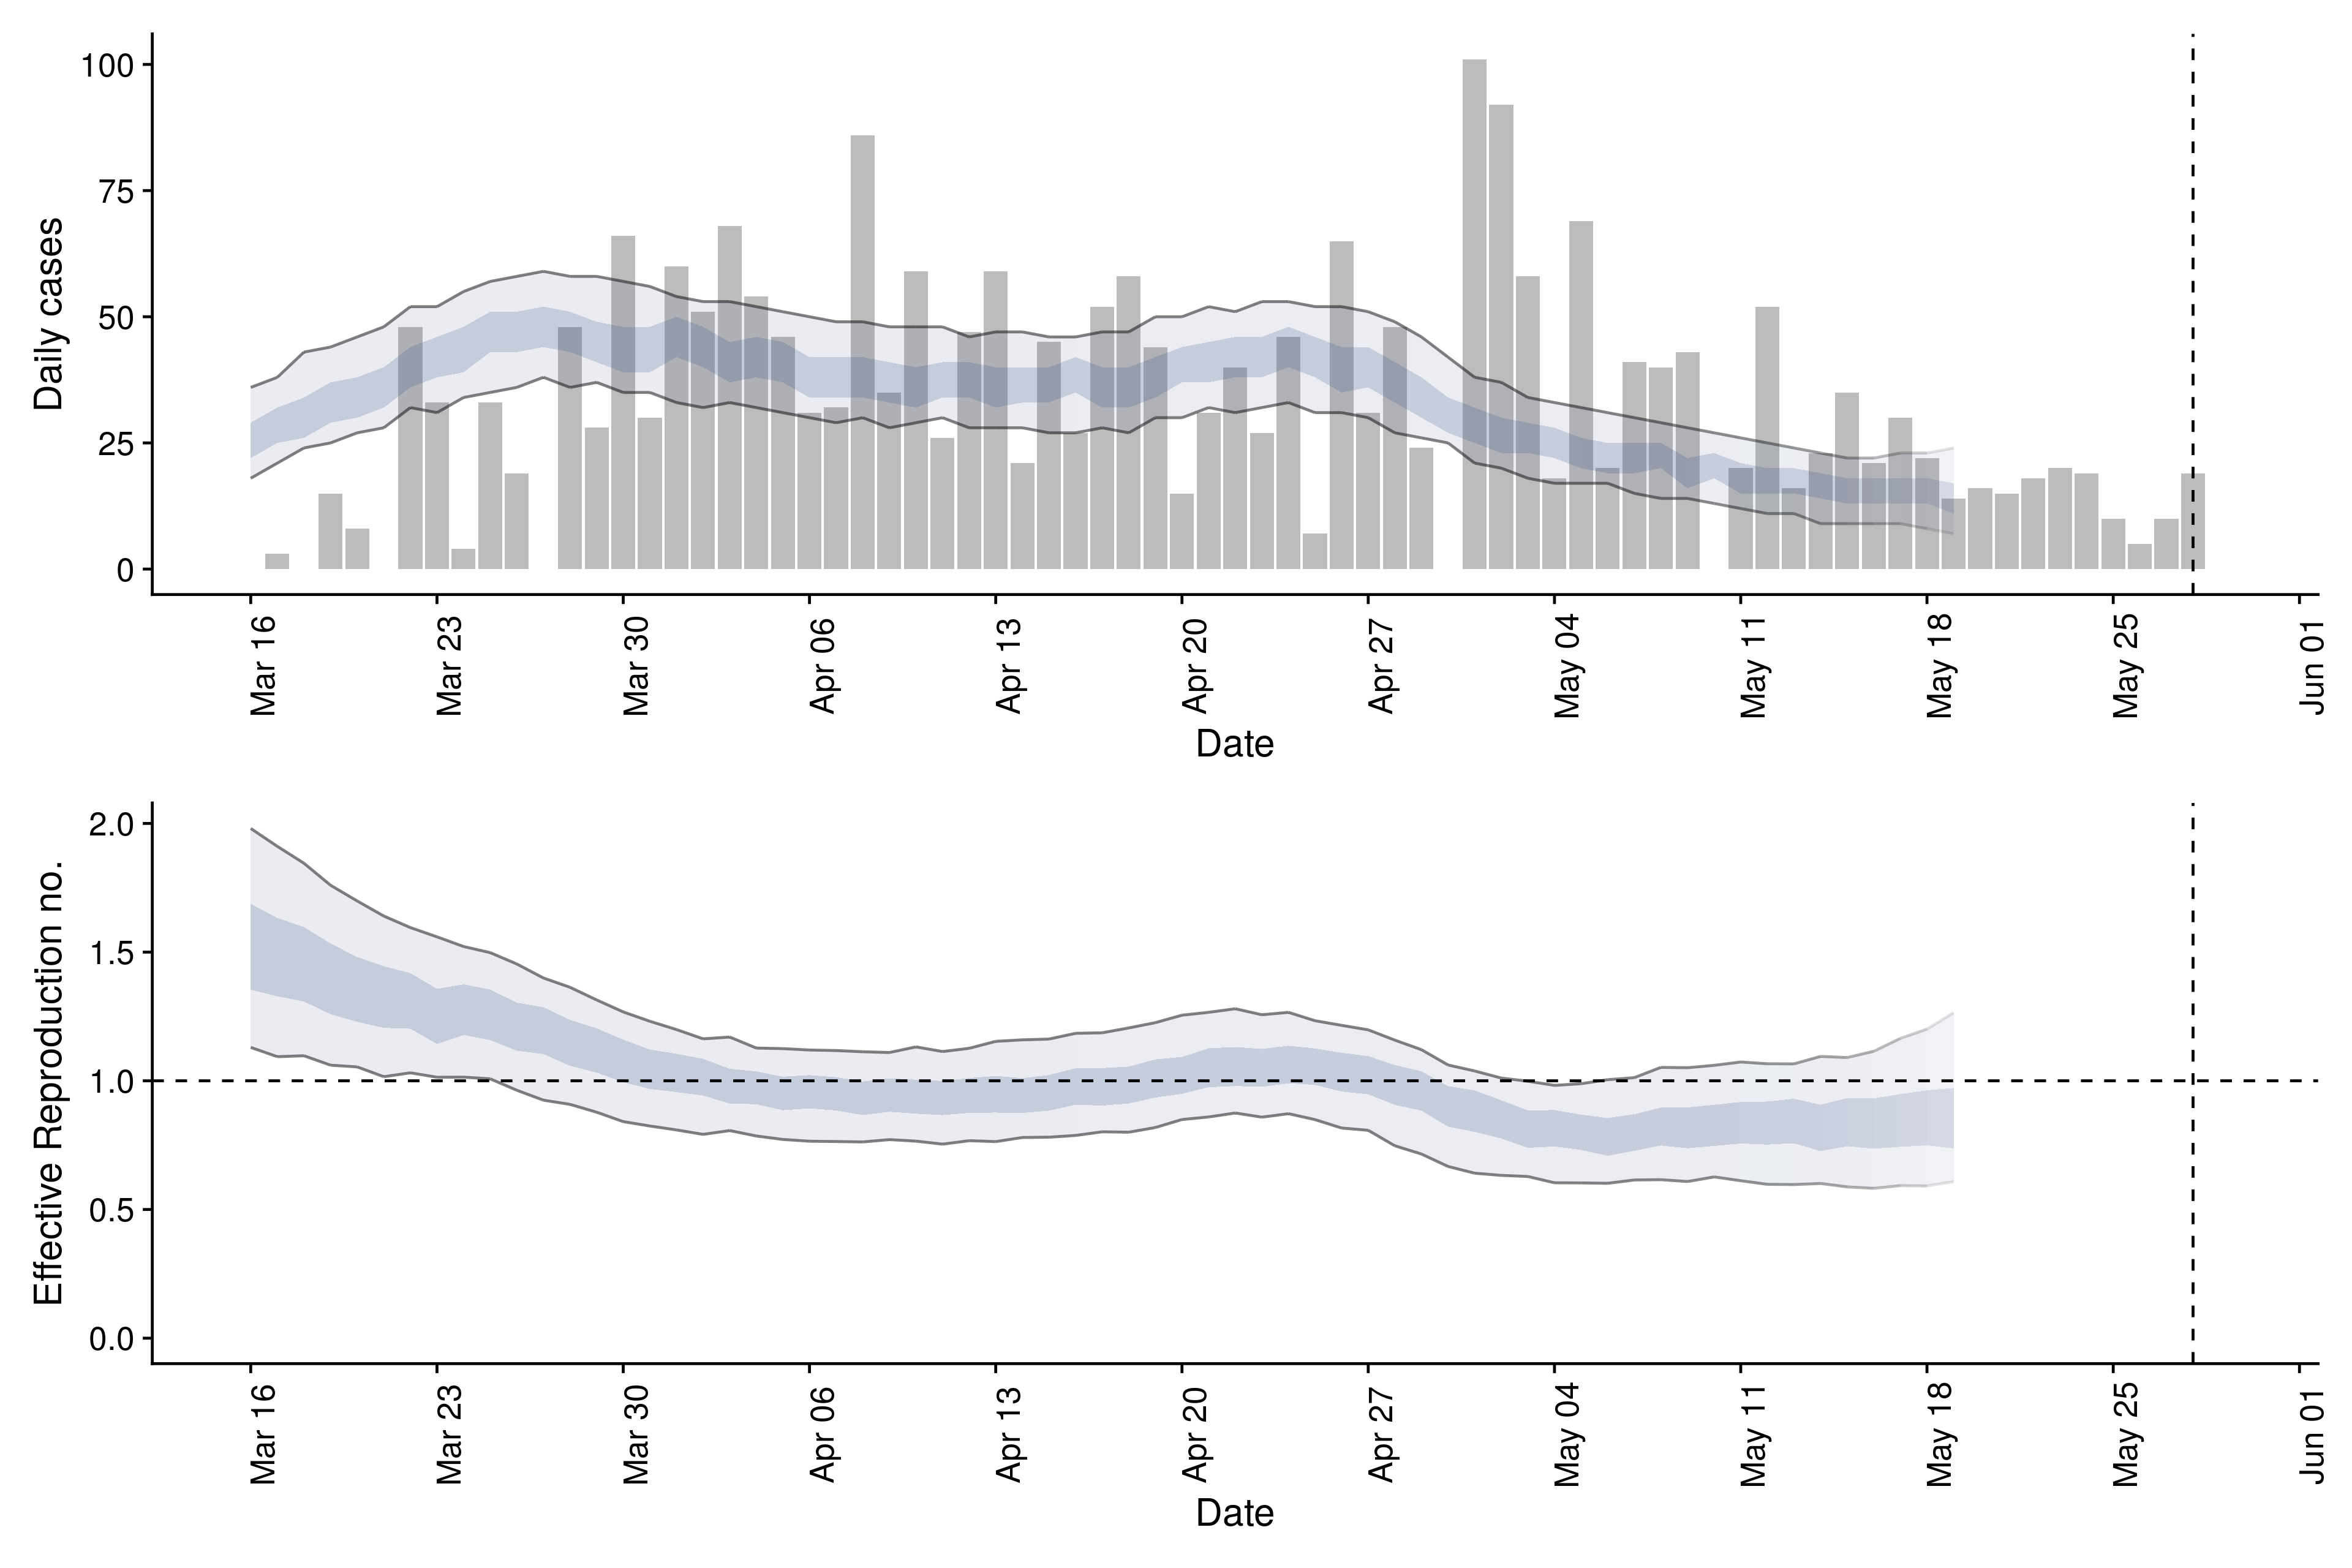 Daily cases
100
75
50
25
0
Mar 16
Mar 23
Mar 30
Apr 06
Apr 13
Apr 20
Apr 27
May 04
May 11
May 18
May 25
Jun 01
Date
Effective Reproduction no.
2.0
1.5
1.0
0.5
0.0
Mar 16
Mar 23
Mar 30
Apr 06
Apr 13
Apr 20
Apr 27
May 04
May 11
May 18
May 25
Jun 01
Date